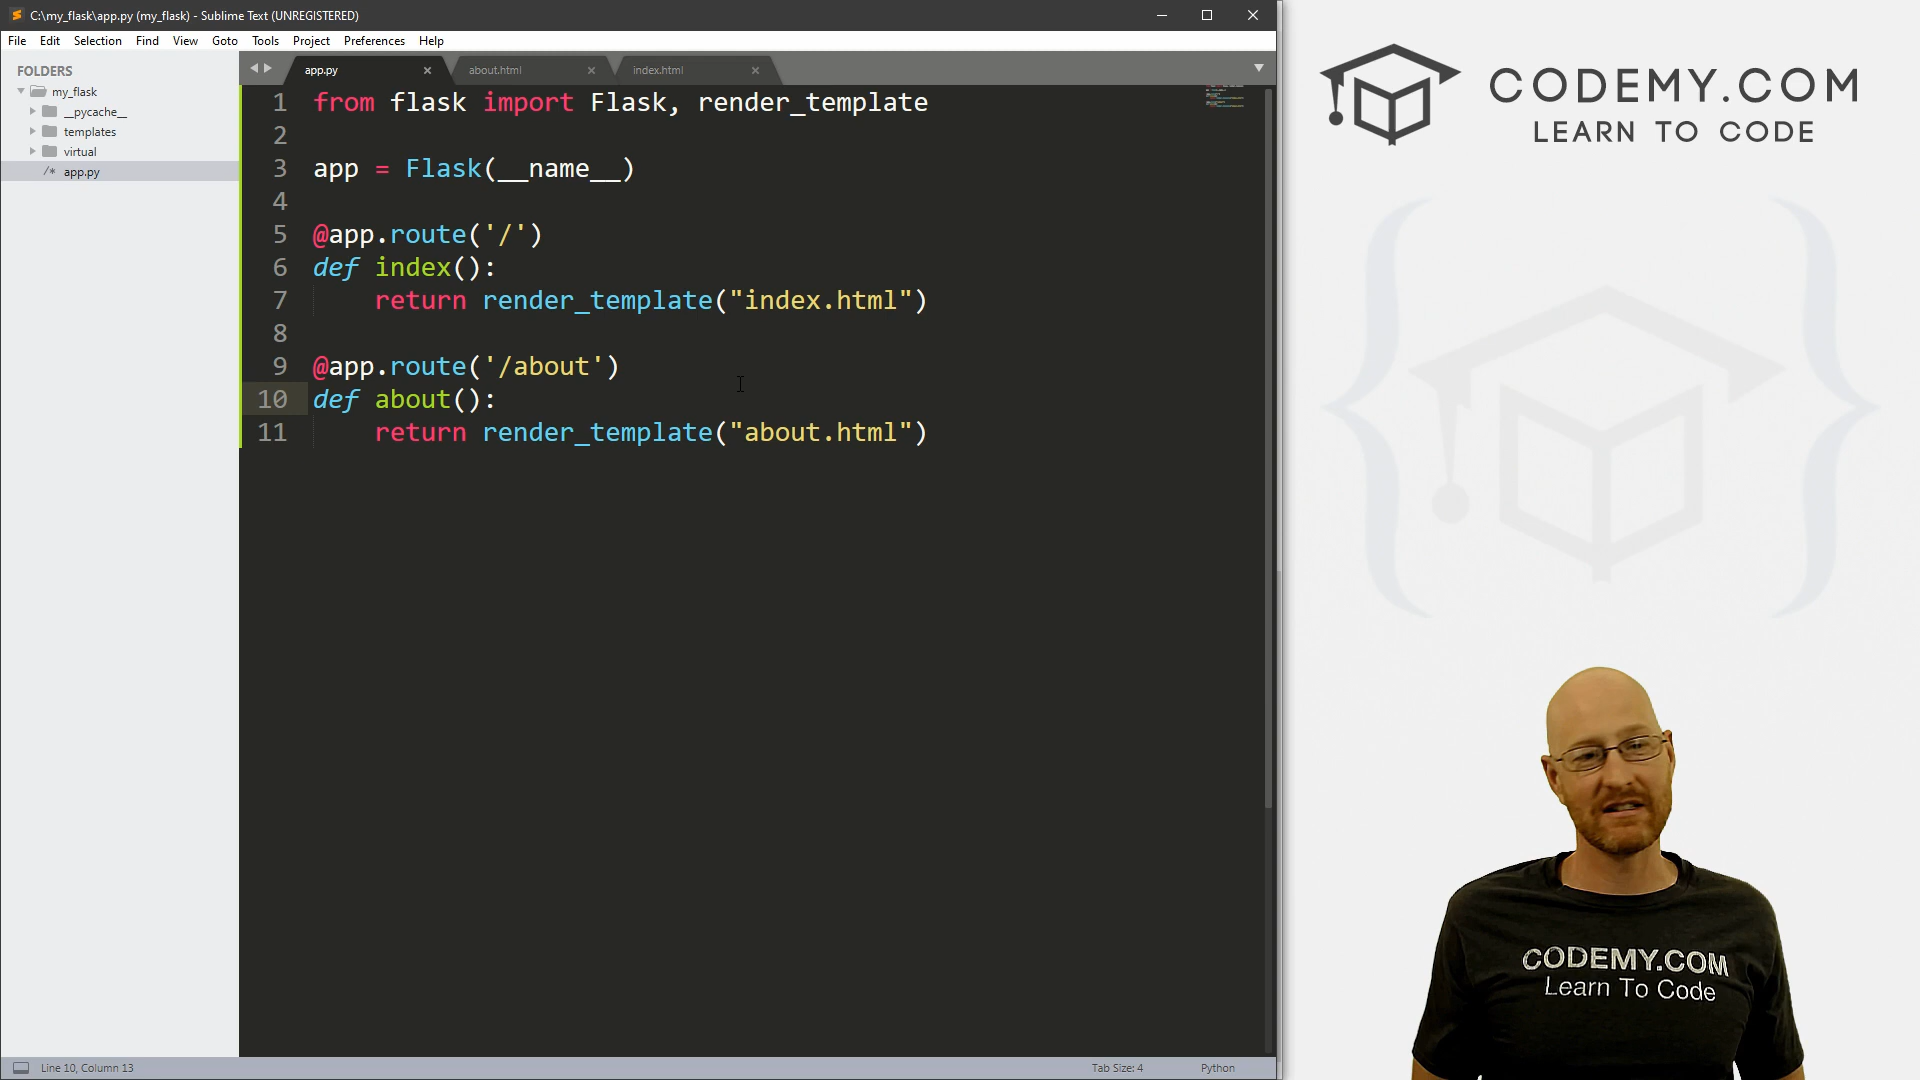 C:\my_flask\app.py (my_flask) - Sublime Text (UNREGISTERED)
File Edit Selection Find View Goto Tools Project Preferences Help
FOLDERS
my_flask
__pycache__
templates
virtual
/* app.py
app.py about.html index.html
1 from flask import Flask, render_template
2
3 app = Flask(__name__)
4
5 @app.route('/')
6 def index():
7     return render_template("index.html")
8
9 @app.route('/about')
10 def about():
11     return render_template("about.html")
Line 10, Column 13
Tab Size: 4
Python
CODEMY.COM
LEARN TO CODE
CODEMY.COM
Learn To Code